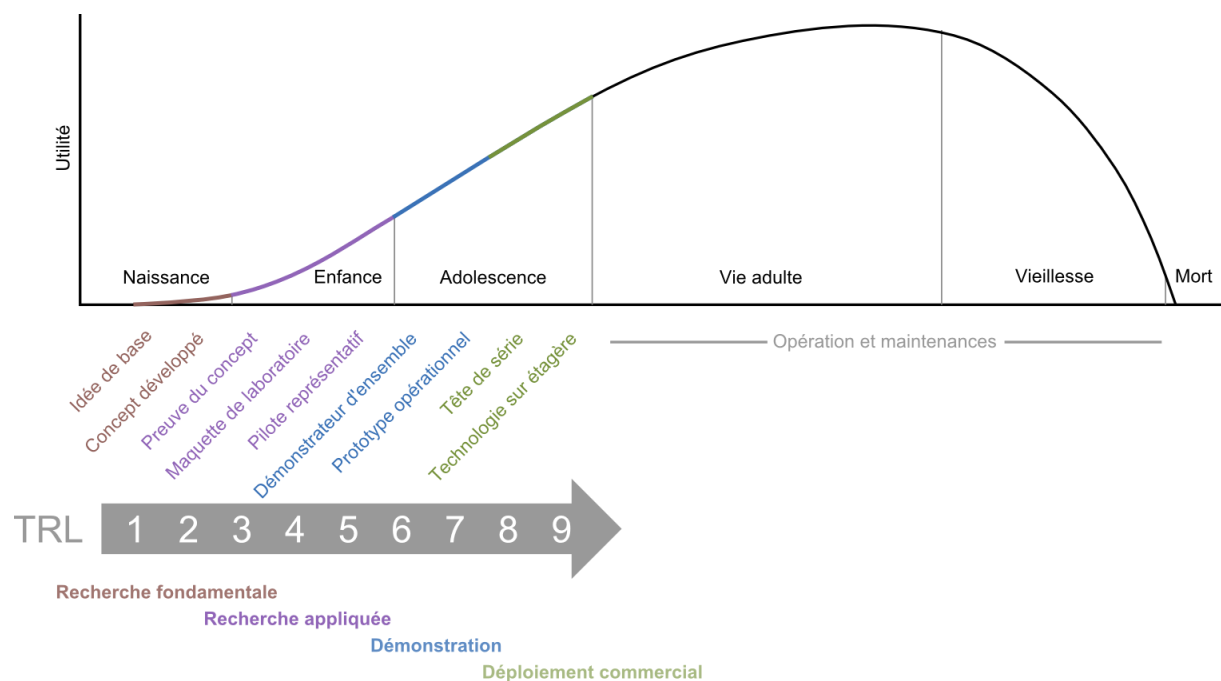 Utilité
Naissance
Enfance
Adolescence
Vie adulte
Vieillesse
Mort
Idée de base
Concept développé
Preuve du concept
Maquette de laboratoire
Pilote représentatif
Démonstrateur d'ensemble
Prototype opérationnel
Tête de série
Technologie sur étagère
Opération et maintenances
TRL 1 2 3 4 5 6 7 8 9
Recherche fondamentale
Recherche appliquée
Démonstration
Déploiement commercial